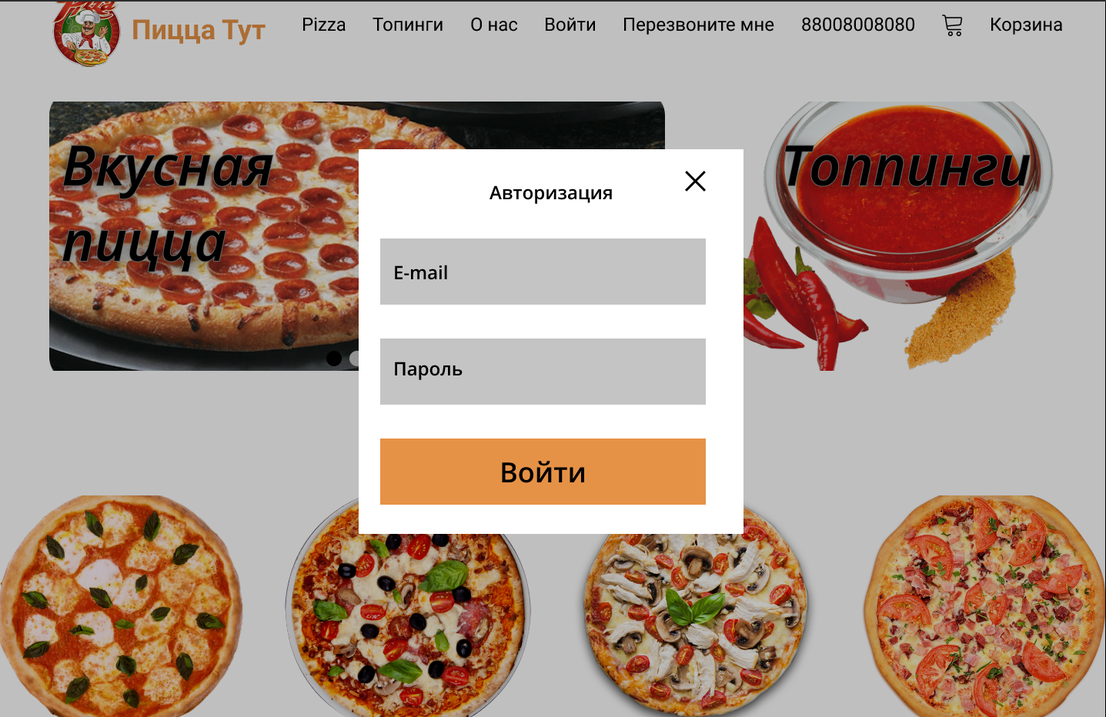 Пицца Тут
Pizza
Топинги
О нас
Войти
Перезвоните мне
88008008080
Корзина
Вкусная
пицца
Топпинги
Авторизация
E-mail
Пароль
Войти